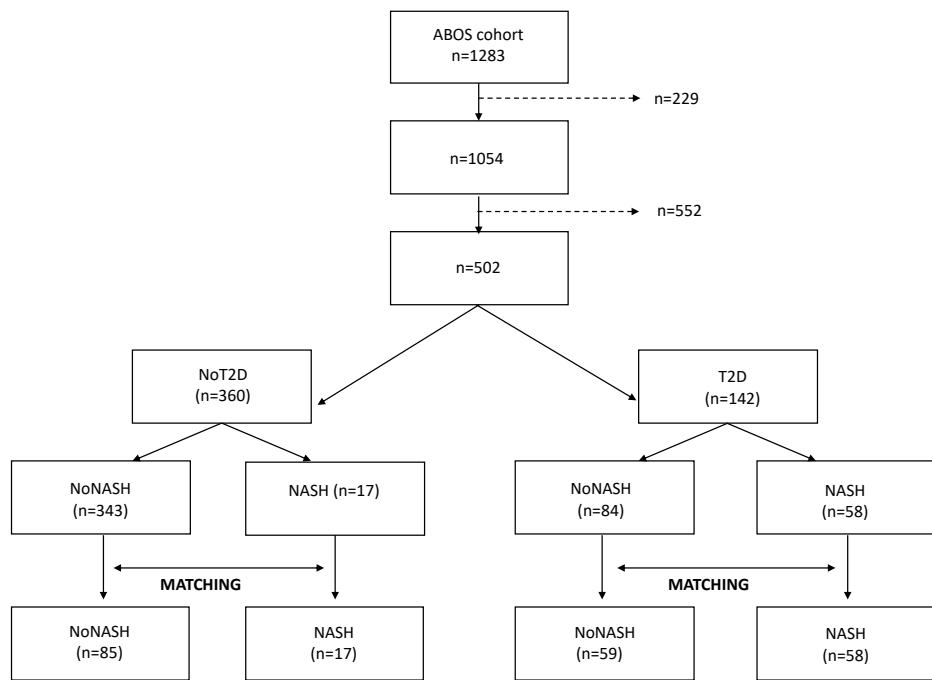 ABOS cohort
n=1283
n=229
n=1054
n=552
n=502
NoT2D
(n=360)
T2D
(n=142)
NoNASH
(n=343)
NASH (n=17)
NoNASH
(n=84)
NASH
(n=58)
MATCHING
MATCHING
NoNASH
(n=85)
NASH
(n=17)
NoNASH
(n=59)
NASH
(n=58)